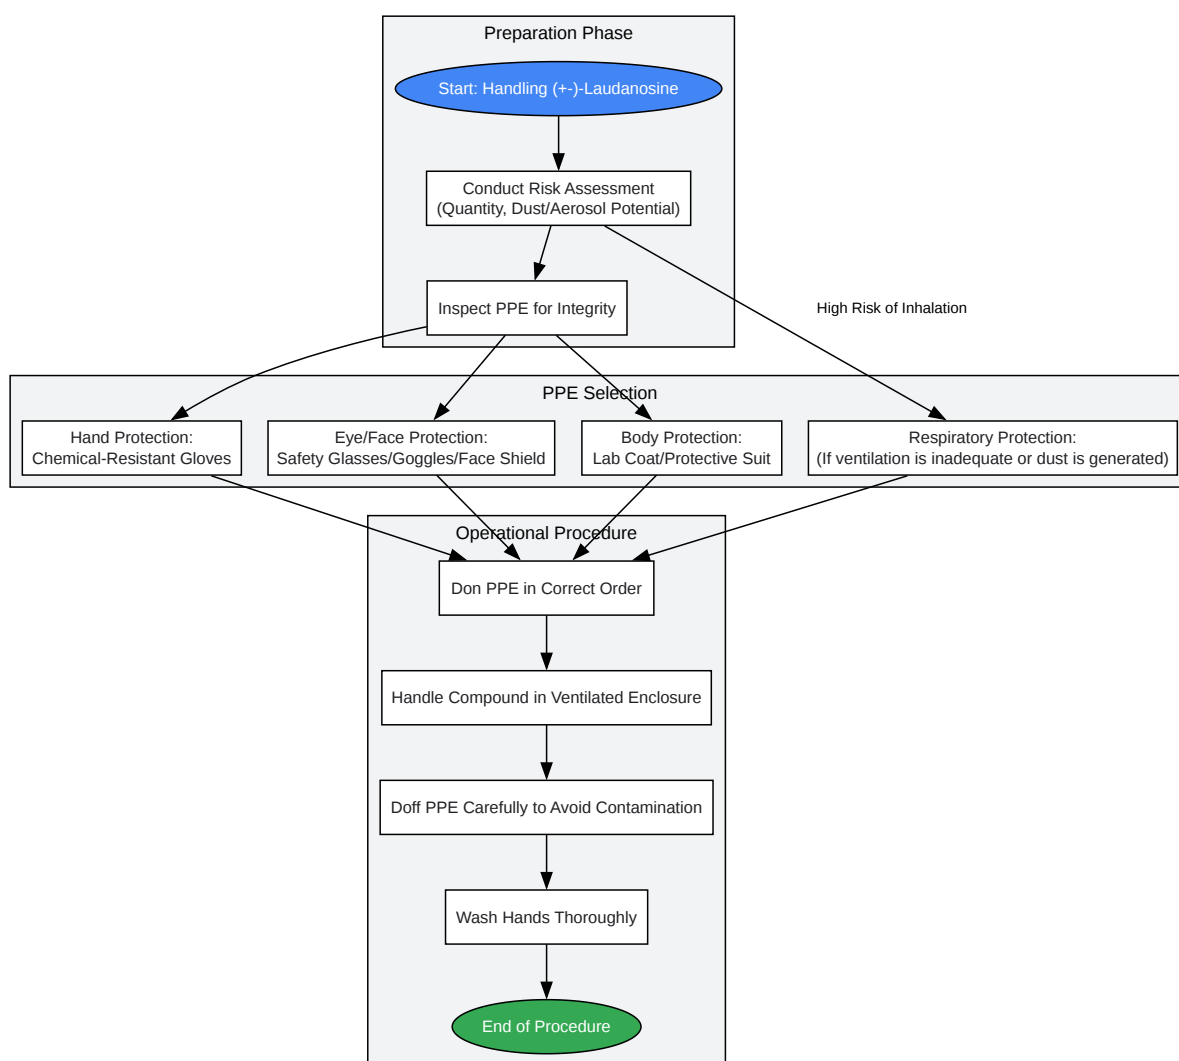 Preparation Phase
Start: Handling (+-)-Laudanosine
Conduct Risk Assessment
(Quantity, Dust/Aerosol Potential)
Inspect PPE for Integrity
High Risk of Inhalation
PPE Selection
Hand Protection:
Chemical-Resistant Gloves
Eye/Face Protection:
Safety Glasses/Goggles/Face Shield
Body Protection:
Lab Coat/Protective Suit
Respiratory Protection:
(If ventilation is inadequate or dust is generated)
Operational Procedure
Don PPE in Correct Order
Handle Compound in Ventilated Enclosure
Doff PPE Carefully to Avoid Contamination
Wash Hands Thoroughly
End of Procedure